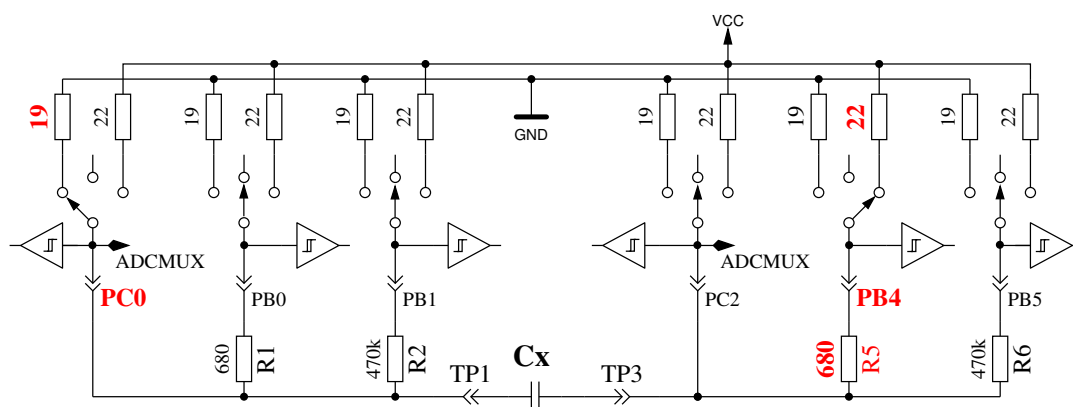 VCC
19
22
19
22
19
22
GND
19
22
19
22
19
22
ADCMUX
ADCMUX
PC0
PB0
PB1
PC2
PB4
PB5
680
R1
470k
R2
TP1
Cx
TP3
680
R5
470k
R6